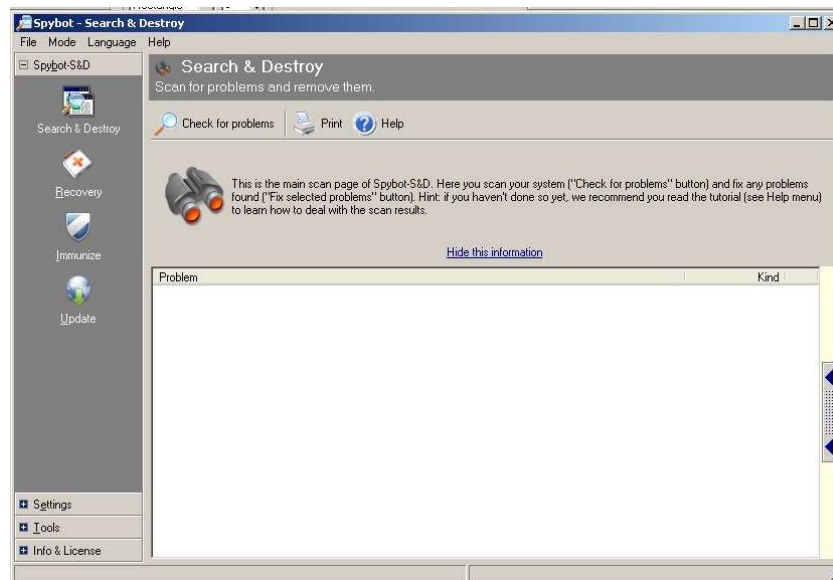 Spybot - Search & Destroy
File Mode Language Help
Spybot-S&D
Search & Destroy
Recovery
Immunize
Update
Settings
Tools
Info & License
Search & Destroy
Scan for problems and remove them.
Check for problems Print Help
This is the main scan page of Spybot-S&D. Here you scan your system ("Check for problems" button) and fix any problems
found ("Fix selected problems" button). Hint: if you haven't done so yet, we recommend you read the tutorial (see Help menu)
to learn how to deal with the scan results.
Hide this information
Problem Kind